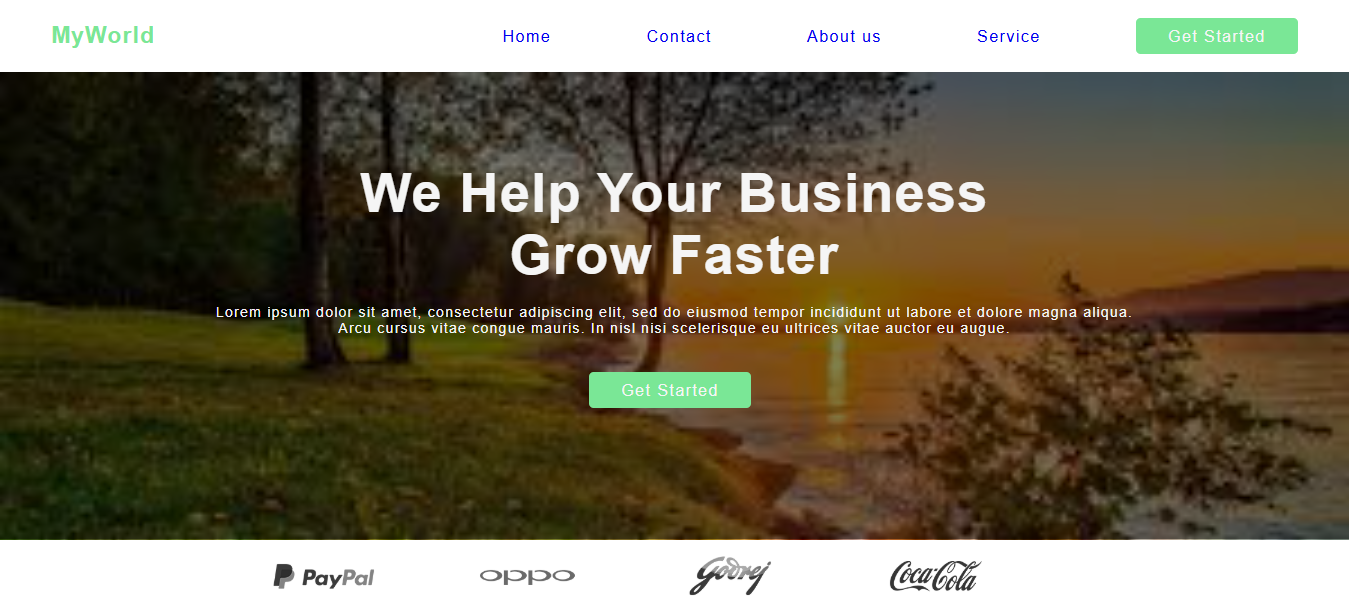 MyWorld
Home
Contact
About us
Service
Get Started
We Help Your Business
Grow Faster
Lorem ipsum dolor sit amet, consectetur adipiscing elit, sed do eiusmod tempor incididunt ut labore et dolore magna aliqua.
Arcu cursus vitae congue mauris. In nisl nisi scelerisque eu ultrices vitae auctor eu augue.
Get Started
PayPal
oppo
Godrej
Coca-Cola